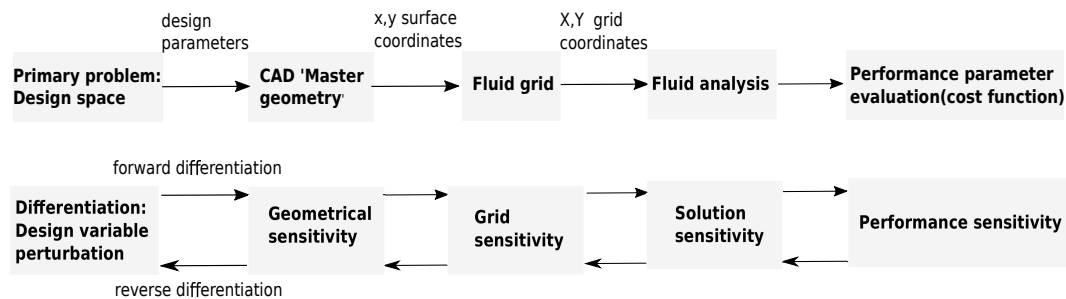 design
parameters
x,y surface
coordinates
X,Y grid
coordinates
Primary problem:
Design space
CAD 'Master
geometry'
Fluid grid
Fluid analysis
Performance parameter
evaluation(cost function)
forward differentiation
Differentiation:
Design variable
perturbation
Geometrical
sensitivity
Grid
sensitivity
Solution
sensitivity
Performance sensitivity
reverse differentiation